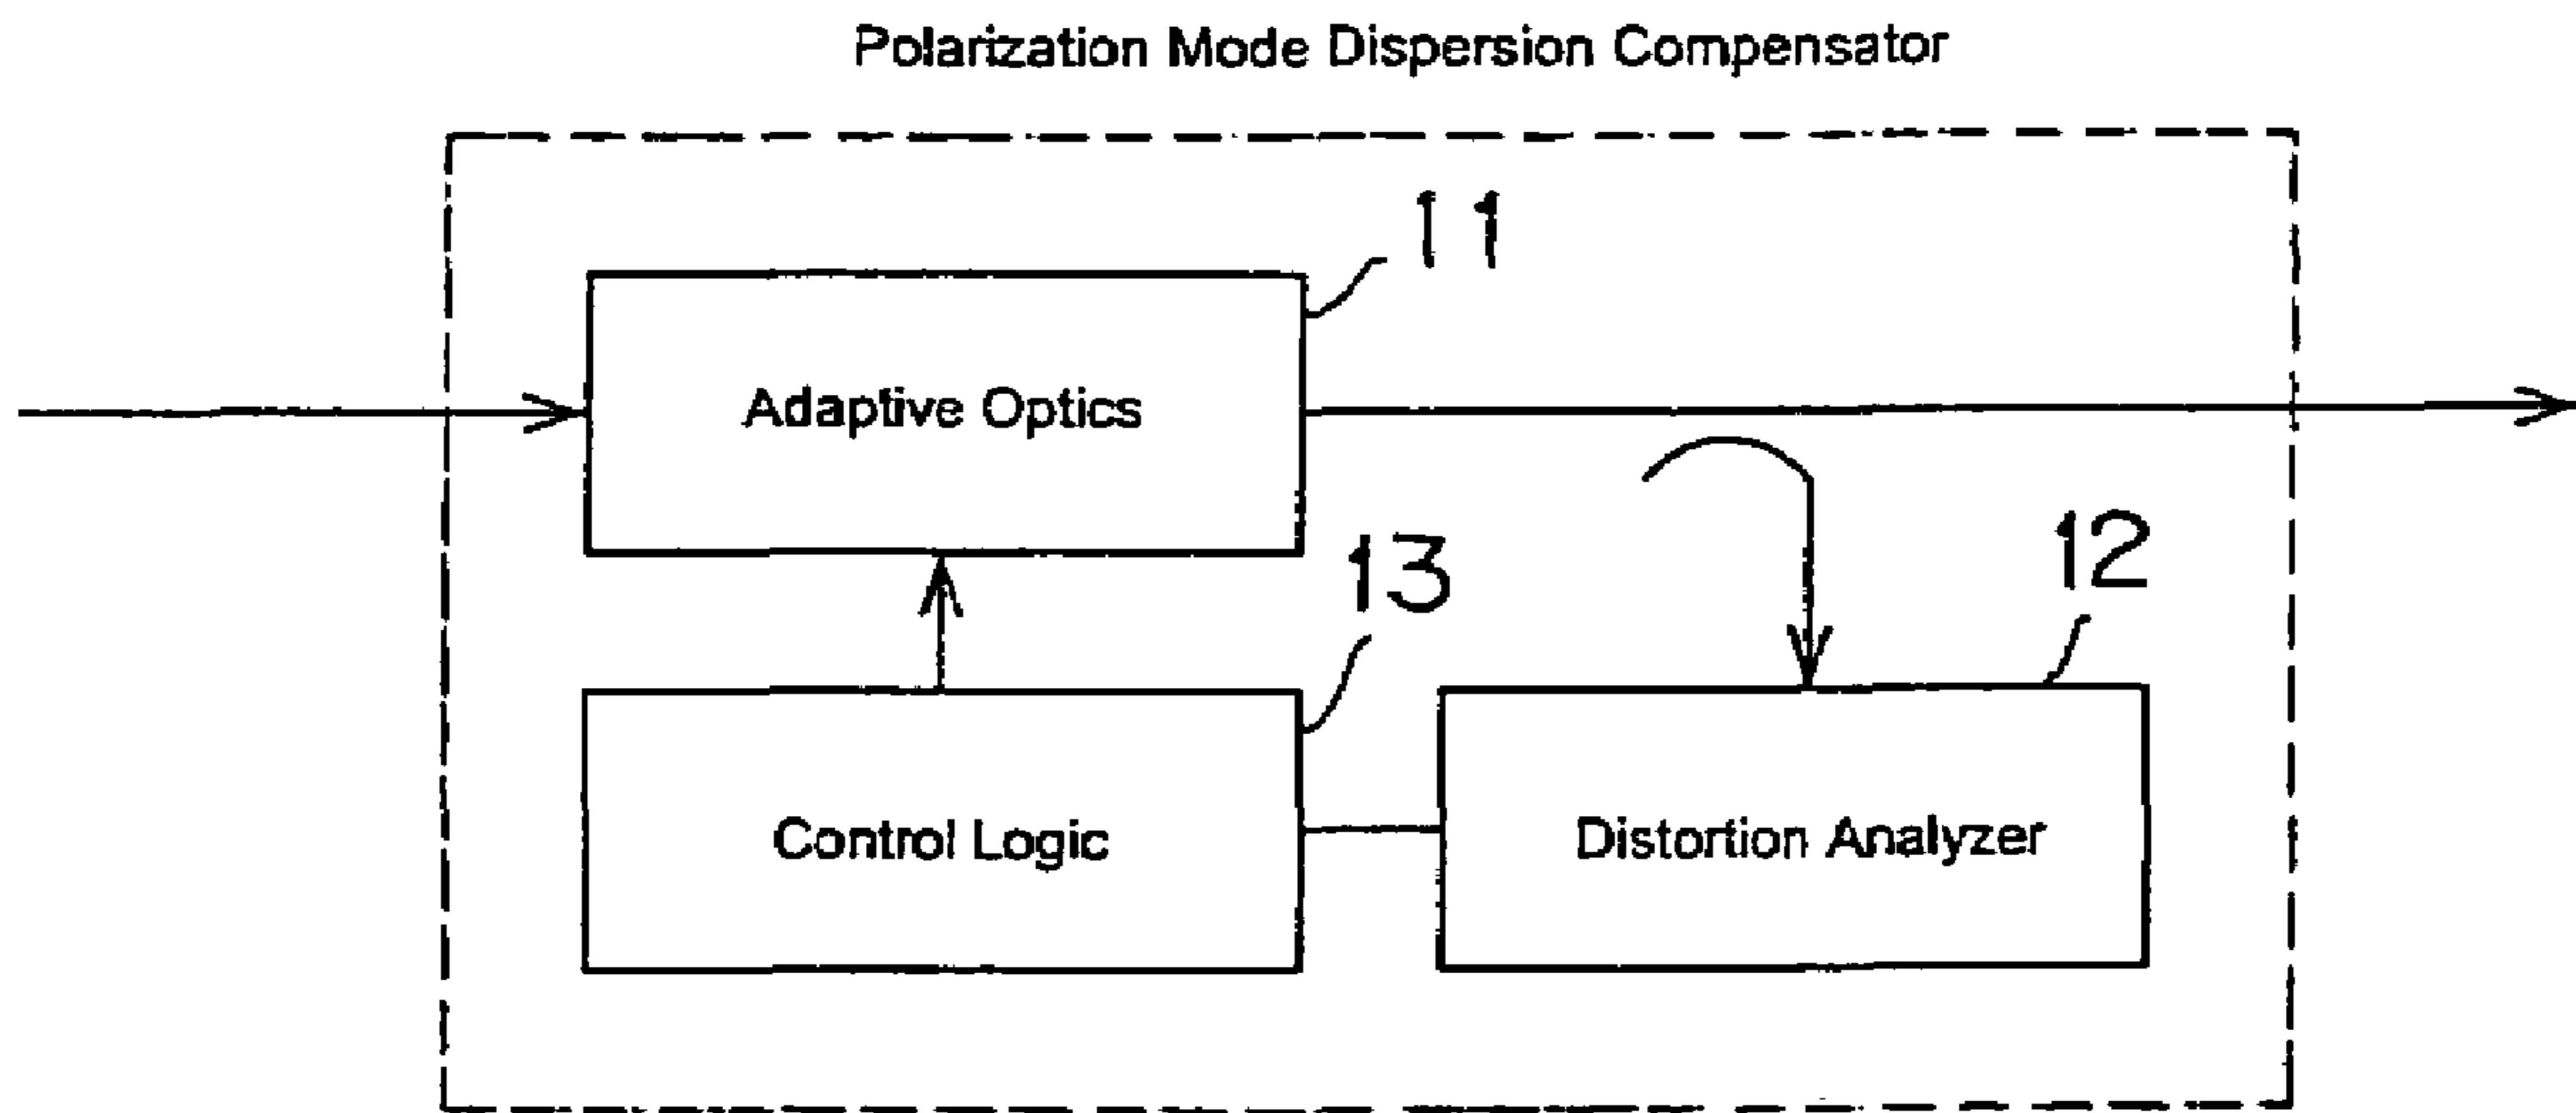 Polarization Mode Dispersion Compensator
11
Adaptive Optics
13
12
Control Logic
Distortion Analyzer